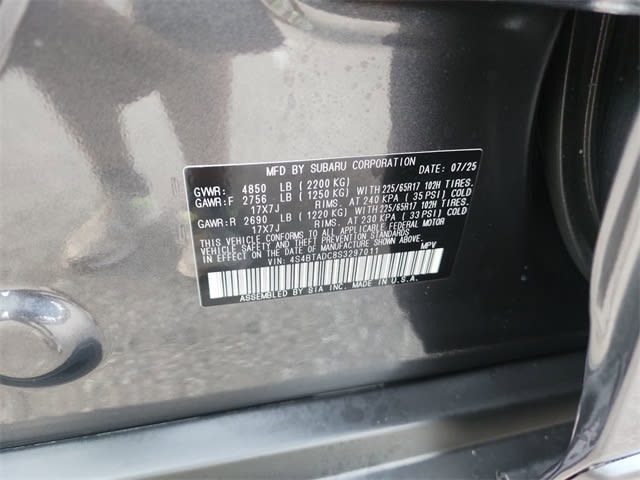 MFD BY SUBARU CORPORATION DATE: 07/25
GVWR: 4850 LB (2200 KG)
GAWR:F 2756 LB (1250 KG) WITH 225/65R17 102H TIRES.
17X7J RIMS, AT 240 KPA (35 PSI) COLD
GAWR:R 2690 LB (1220 KG) WITH 225/65R17 102H TIRES.
17X7J RIMS, AT 230 KPA (33 PSI) COLD
THIS VEHICLE CONFORMS TO ALL APPLICABLE FEDERAL MOTOR
VEHICLE SAFETY AND THEFT PREVENTION STANDARDS IN
EFFECT ON THE DATE OF MANUFACTURE SHOWN ABOVE.
VIN: 4S4BTADC8S3297011 MPV
ASSEMBLED BY SIA INC. MADE IN U.S.A.